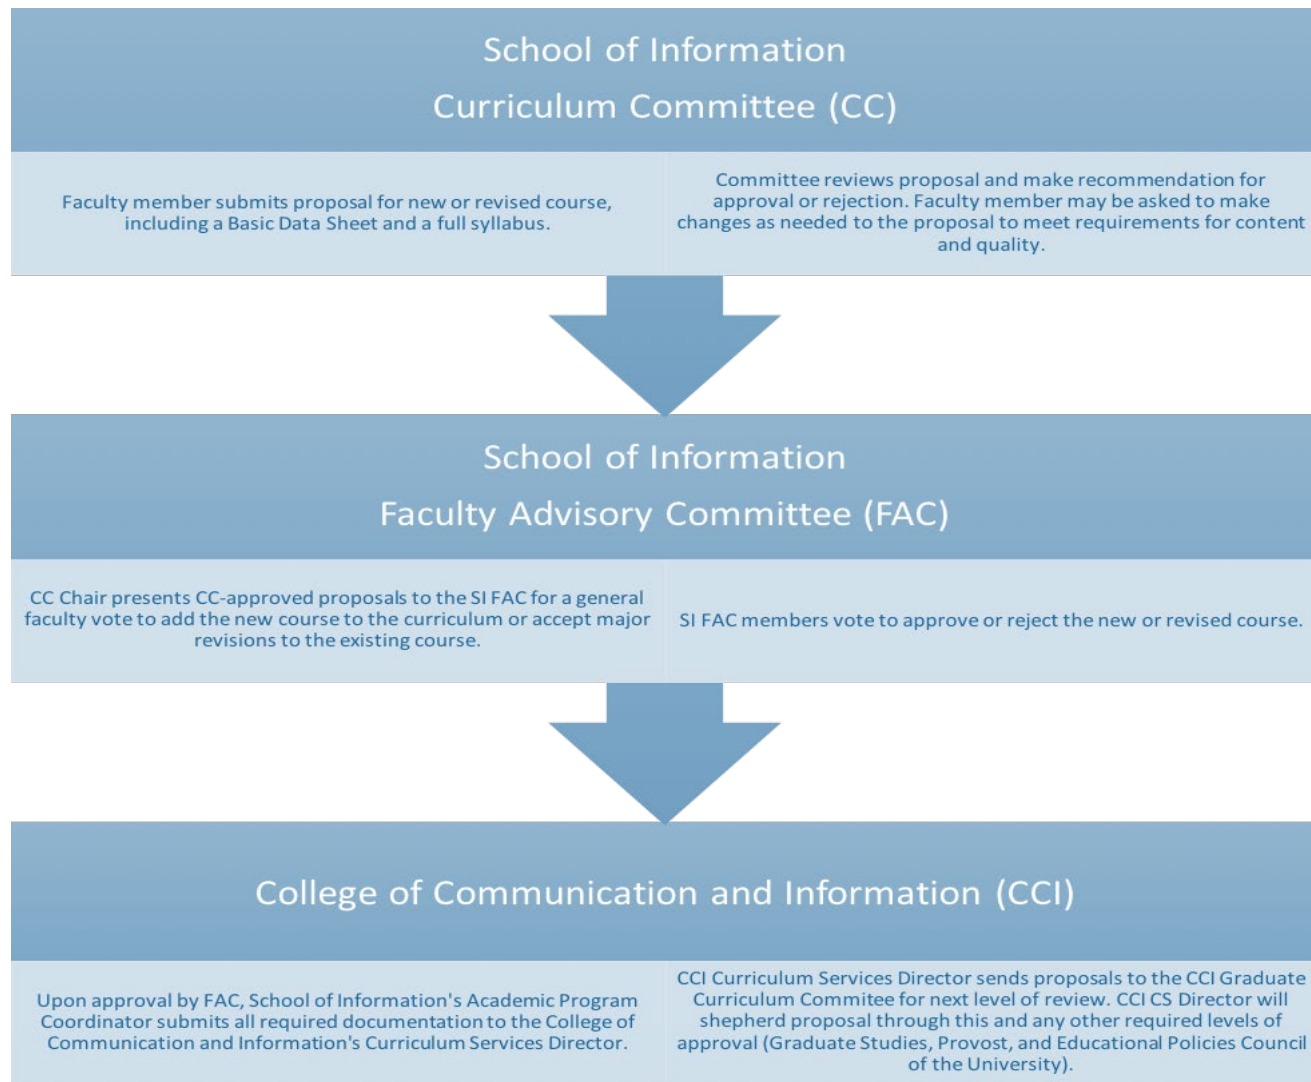 School of Information
Curriculum Committee (CC)
Faculty member submits proposal for new or revised course,
including a Basic Data Sheet and a full syllabus.
Committee reviews proposal and make recommendation for
approval or rejection. Faculty member may be asked to make
changes as needed to the proposal to meet requirements for content
and quality.
School of Information
Faculty Advisory Committee (FAC)
CC Chair presents CC-approved proposals to the SI FAC for a general
faculty vote to add the new course to the curriculum or accept major
revisions to the existing course.
SI FAC members vote to approve or reject the new or revised course.
College of Communication and Information (CCI)
Upon approval by FAC, School of Information's Academic Program
Coordinator submits all required documentation to the College of
Communication and Information's Curriculum Services Director.
CCI Curriculum Services Director sends proposals to the CCI Graduate
Curriculum Commitee for next level of review. CCI CS Director will
shepherd proposal through this and any other required levels of
approval (Graduate Studies, Provost, and Educational Policies Council
of the University).